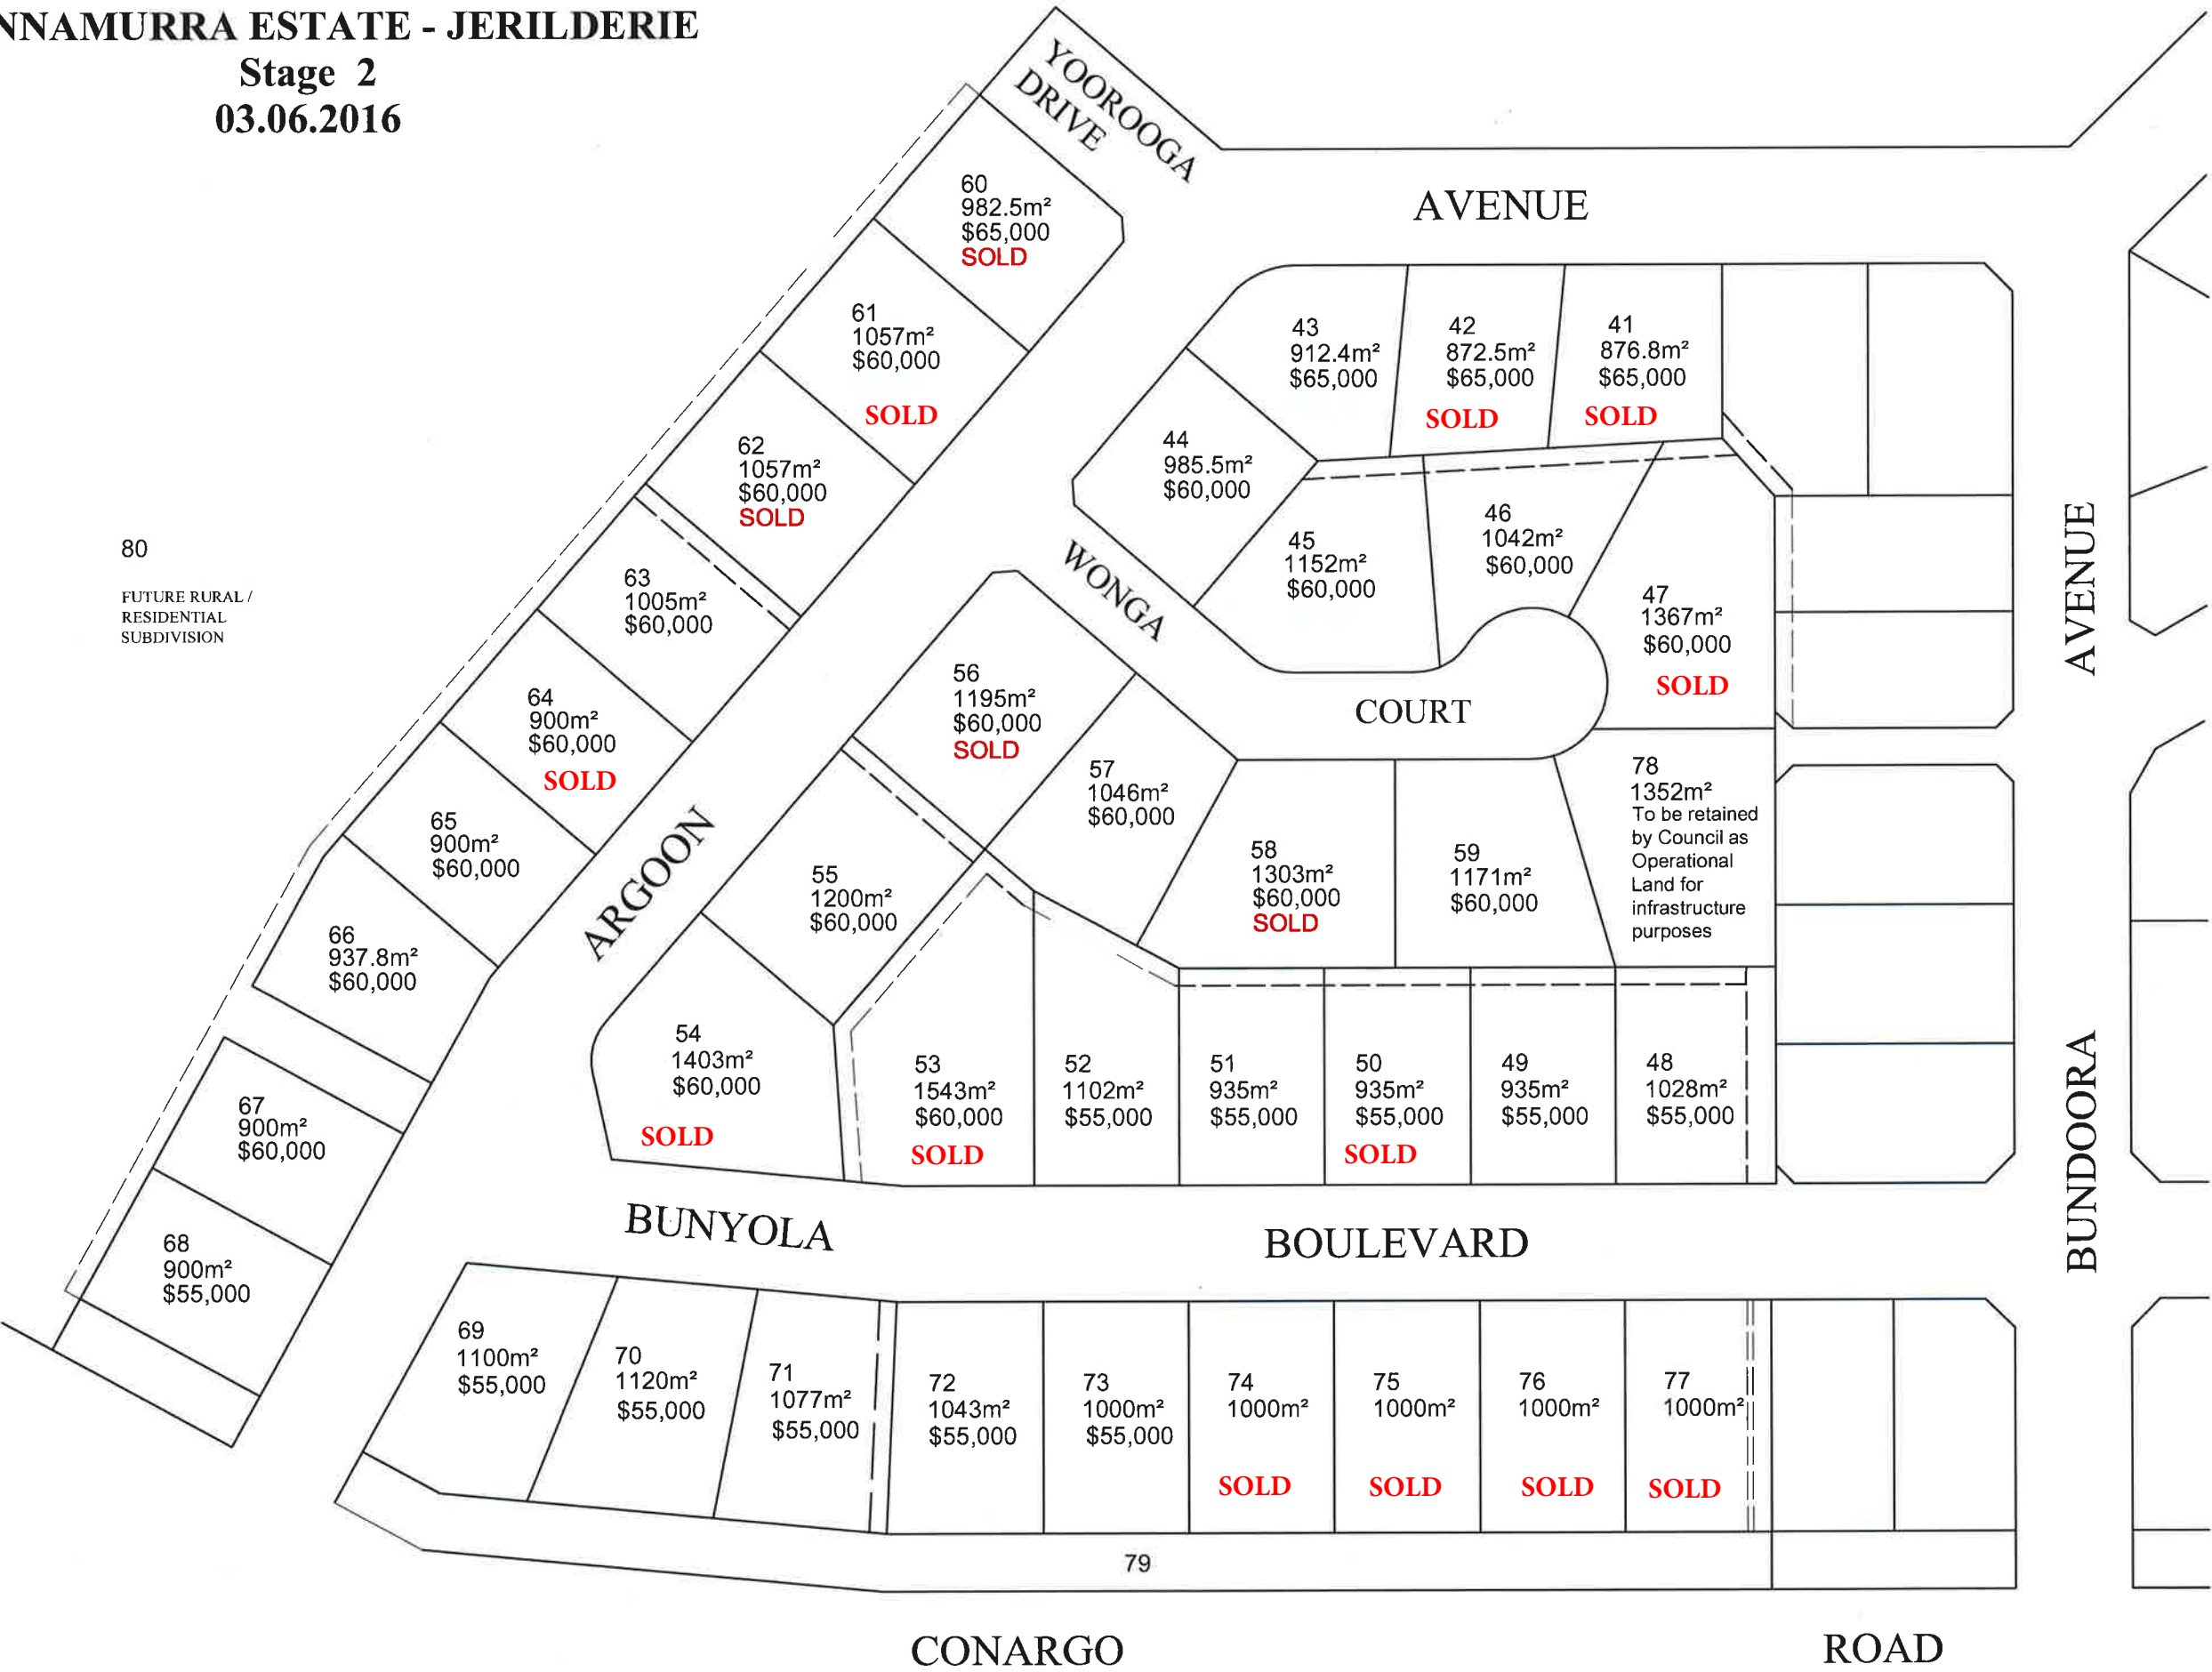 NNAMURRA ESTATE - JERILDERIE
Stage 2
03.06.2016
YOOROOGA
DRIVE
AVENUE
60
982.5m²
$65,000
SOLD
61
1057m²
$60,000
SOLD
62
1057m²
$60,000
SOLD
63
1005m²
$60,000
64
900m²
$60,000
SOLD
65
900m²
$60,000
66
937.8m²
$60,000
67
900m²
$60,000
68
900m²
$55,000
80
FUTURE RURAL /
RESIDENTIAL
SUBDIVISION
43
912.4m²
$65,000
42
872.5m²
$65,000
SOLD
41
876.8m²
$65,000
SOLD
44
985.5m²
$60,000
45
1152m²
$60,000
46
1042m²
$60,000
47
1367m²
$60,000
SOLD
WONGA
COURT
AVENUE
BUNDOORA
ARGOON
56
1195m²
$60,000
SOLD
57
1046m²
$60,000
58
1303m²
$60,000
SOLD
59
1171m²
$60,000
78
1352m²
To be retained
by Council as
Operational
Land for
infrastructure
purposes
55
1200m²
$60,000
54
1403m²
$60,000
SOLD
53
1543m²
$60,000
SOLD
52
1102m²
$55,000
51
935m²
$55,000
50
935m²
$55,000
SOLD
49
935m²
$55,000
48
1028m²
$55,000
BUNYOLA
BOULEVARD
69
1100m²
$55,000
70
1120m²
$55,000
71
1077m²
$55,000
72
1043m²
$55,000
73
1000m²
$55,000
74
1000m²
SOLD
75
1000m²
SOLD
76
1000m²
SOLD
77
1000m²
SOLD
79
CONARGO
ROAD